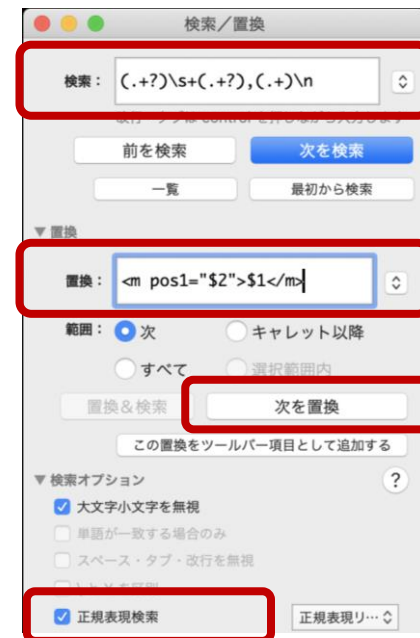 検索／置換
検索：
(.+?)\s+(.+?),(.+)\n
前を検索
次を検索
一覧
最初から検索
▼置換
置換：
<m pos1="$2">$1</m>
範囲：
次
キャレット以降
すべて
選択範囲内
置換&検索
次を置換
この置換をツールバー項目として追加する
▼検索オプション
?
大文字小文字を無視
単語が一致する場合のみ
スペース・タブ・改行を無視
正規表現検索
正規表現リ…